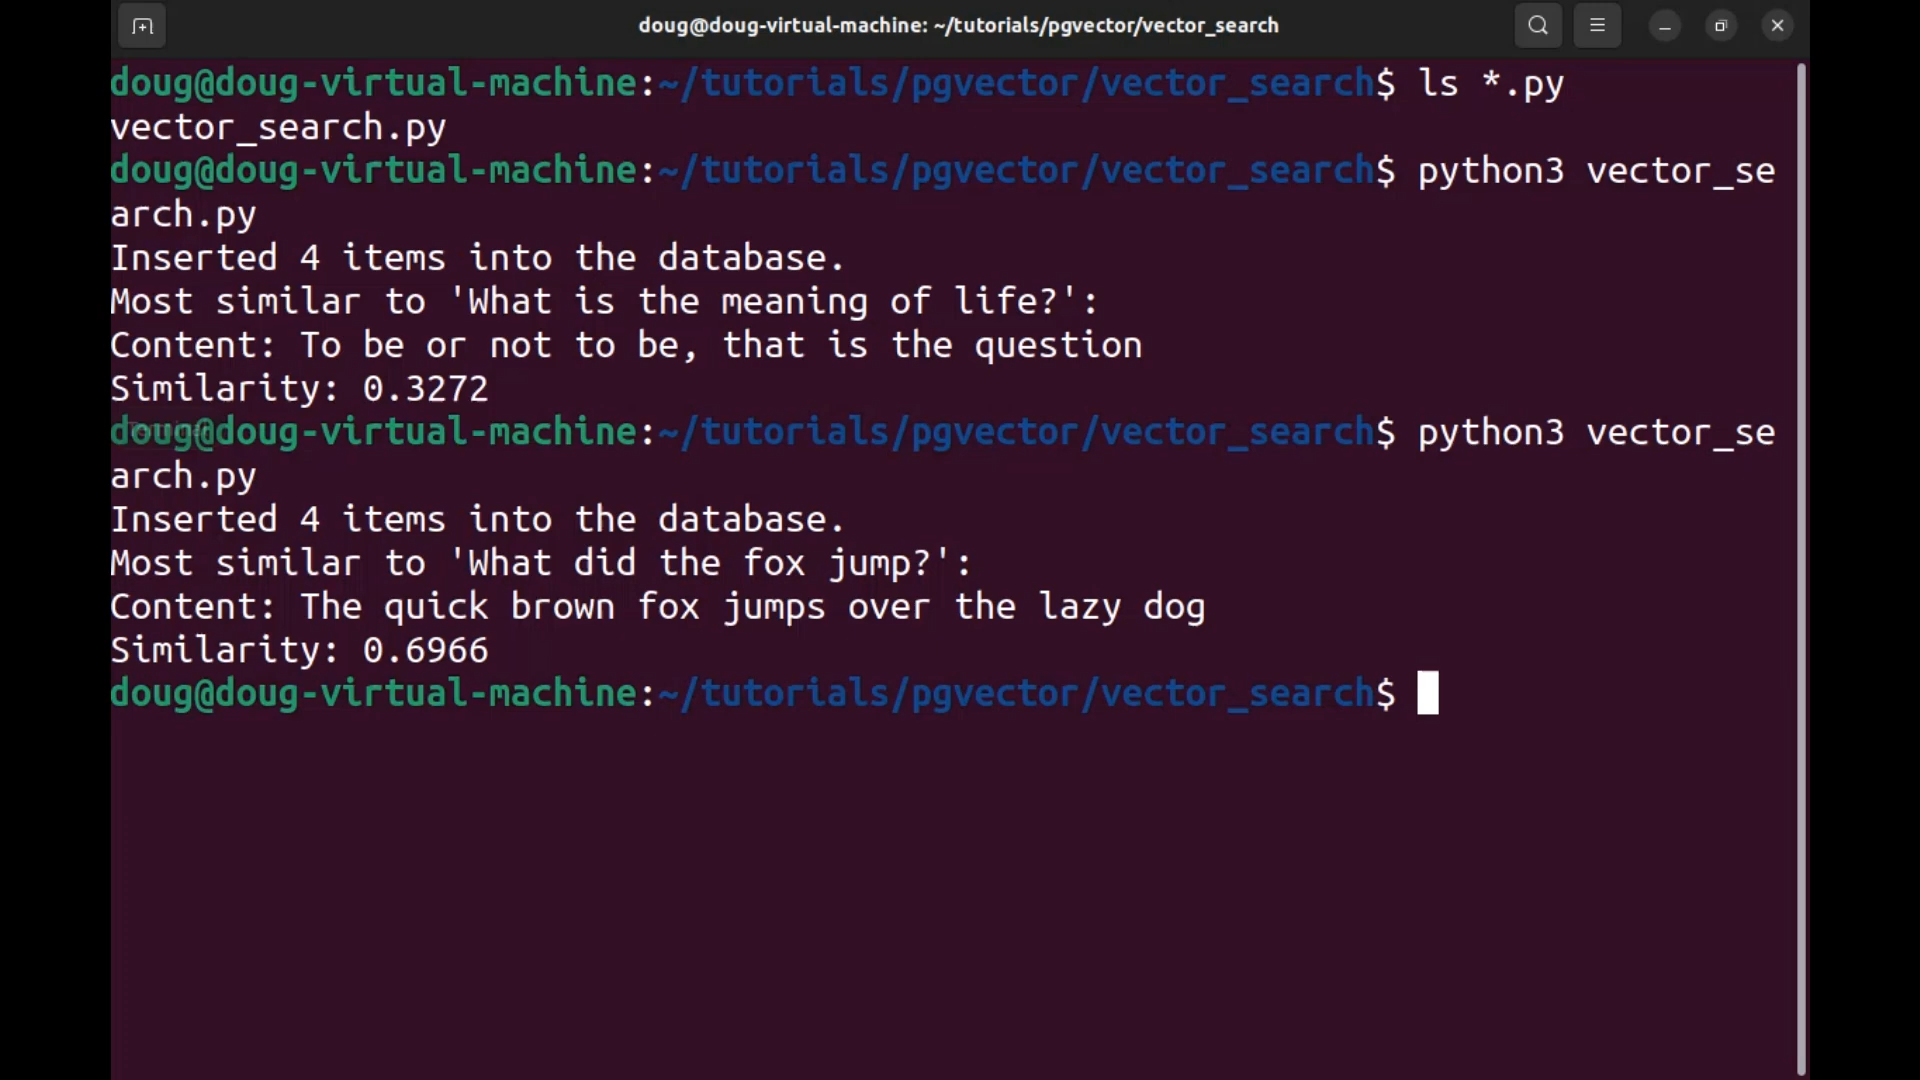 doug@doug-virtual-machine: ~/tutorials/pgvector/vector_search
doug@doug-virtual-machine:~/tutorials/pgvector/vector_search$ ls *.py
vector_search.py
doug@doug-virtual-machine:~/tutorials/pgvector/vector_search$ python3 vector_se
arch.py
Inserted 4 items into the database.
Most similar to 'What is the meaning of life?':
Content: To be or not to be, that is the question
Similarity: 0.3272
doug@doug-virtual-machine:~/tutorials/pgvector/vector_search$ python3 vector_se
arch.py
Inserted 4 items into the database.
Most similar to 'What did the fox jump?':
Content: The quick brown fox jumps over the lazy dog
Similarity: 0.6966
doug@doug-virtual-machine:~/tutorials/pgvector/vector_search$